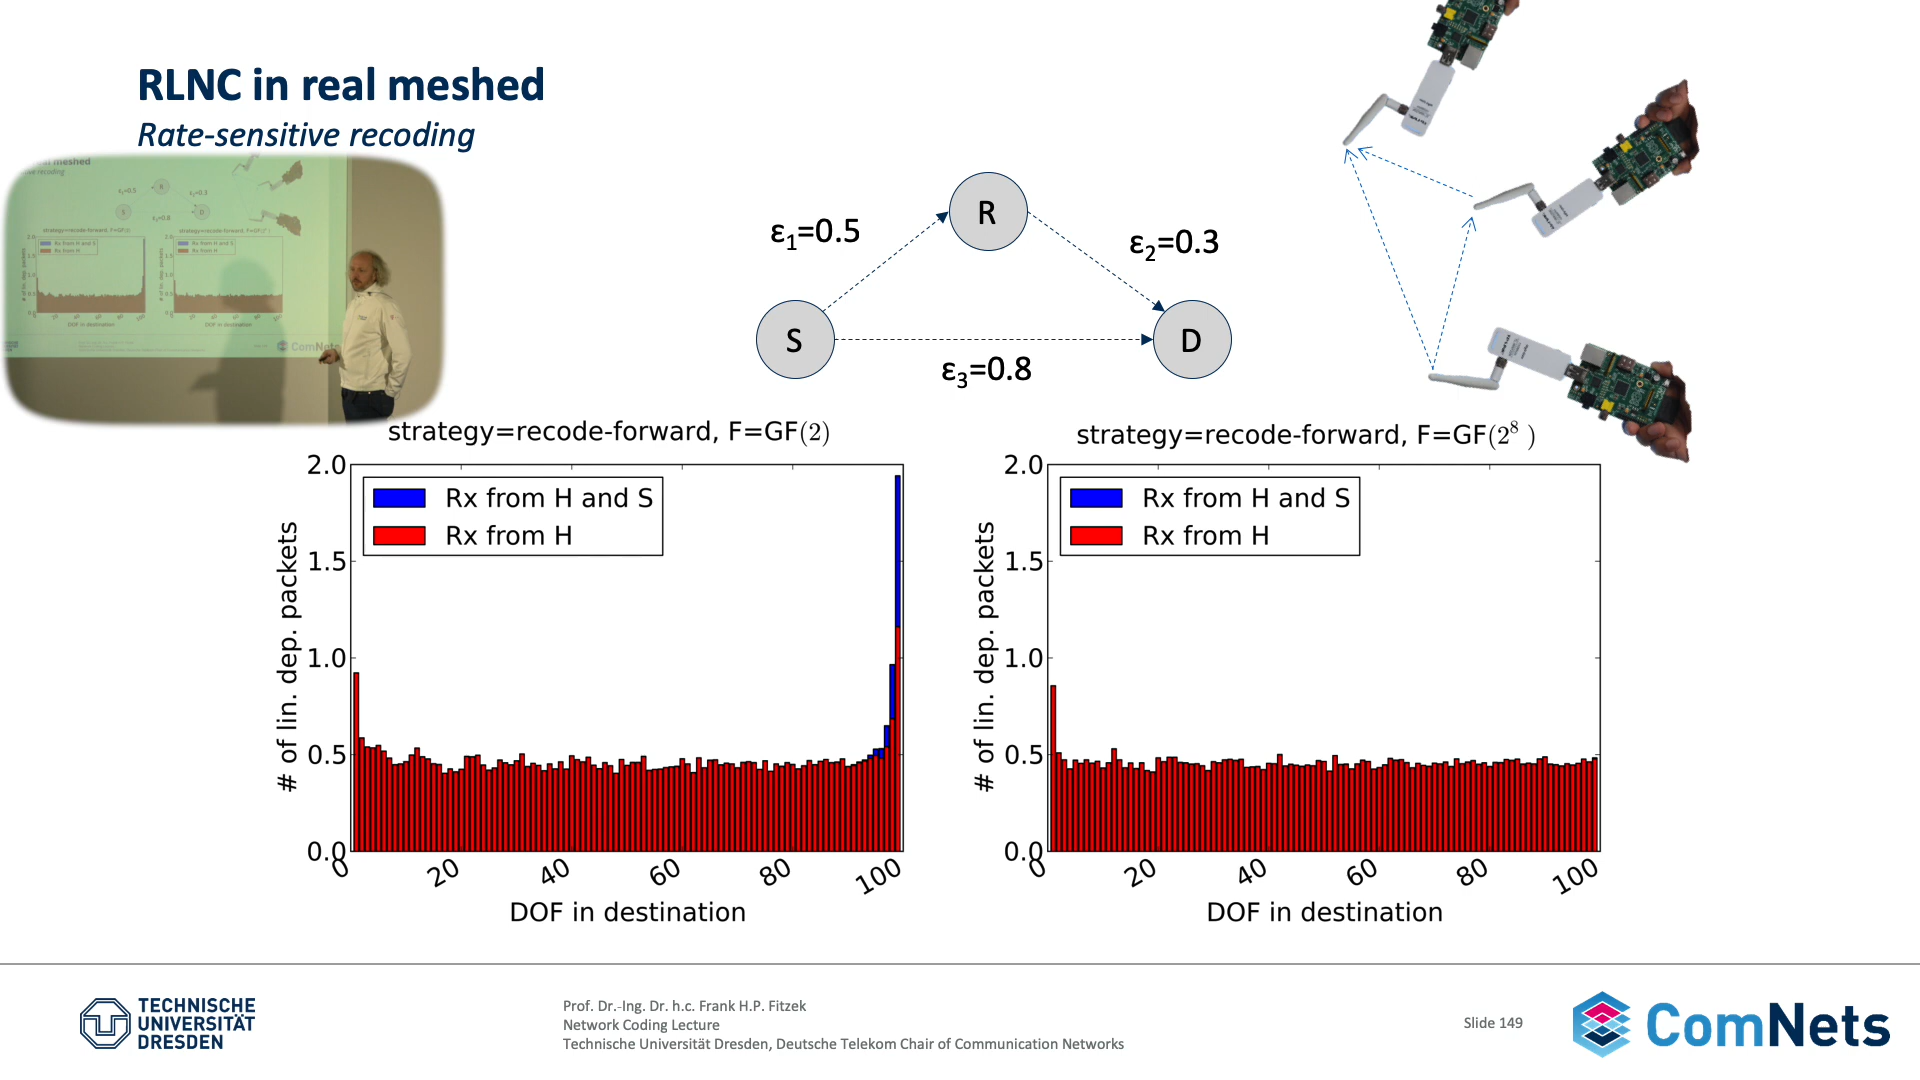 RLNC in real meshed
Rate-sensitive recoding
R
ε1=0.5
ε2=0.3
S
D
ε3=0.8
strategy=recode-forward, F=GF(2)
2.0
1.5
1.0
0.5
0.0
# of lin. dep. packets
Rx from H and S
Rx from H
0 20 40 60 80 100
DOF in destination
strategy=recode-forward, F=GF(2^8)
2.0
1.5
1.0
0.5
0.0
# of lin. dep. packets
Rx from H and S
Rx from H
0 20 40 60 80 100
DOF in destination
TECHNISCHE
UNIVERSITÄT
DRESDEN
Prof. Dr.-Ing. Dr. h.c. Frank H.P. Fitzek
Network Coding Lecture
Technische Universität Dresden, Deutsche Telekom Chair of Communication Networks
Slide 149
ComNets